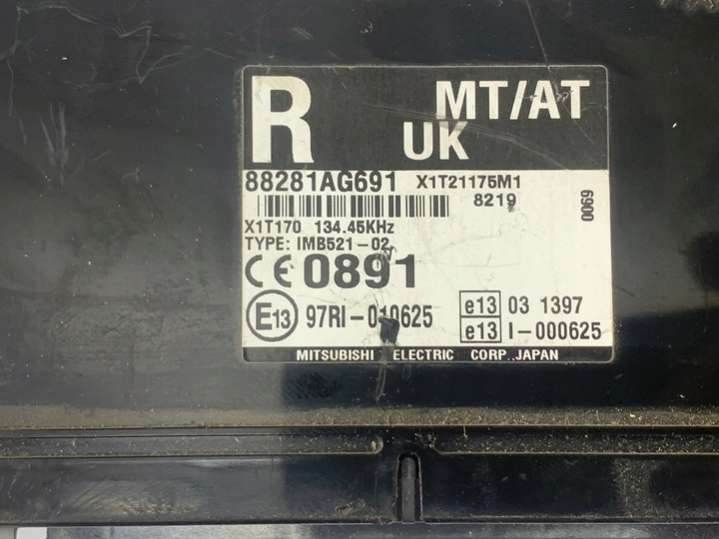 R MT/AT
UK
88281AG691 X1T21175M1
8219
0069
X1T170 134.45KHz
TYPE: IMB521-02
CE 0891
E13 97RI-010625 e13 03 1397
e13 I-000625
MITSUBISHI ELECTRIC CORP. JAPAN